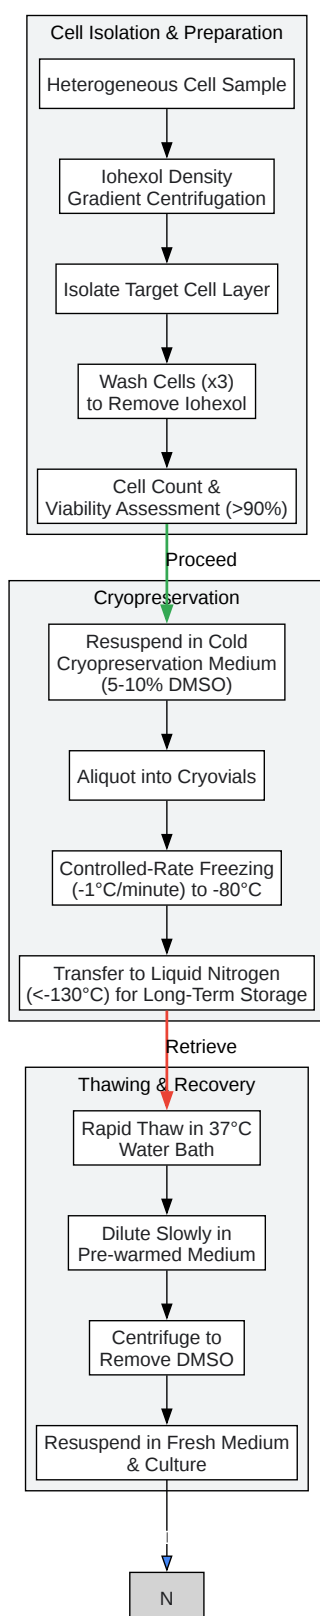 Cell Isolation & Preparation
Heterogeneous Cell Sample
Iohexol Density
Gradient Centrifugation
Isolate Target Cell Layer
Wash Cells (x3)
to Remove Iohexol
Cell Count &
Viability Assessment (>90%)
Proceed
Cryopreservation
Resuspend in Cold
Cryopreservation Medium
(5-10% DMSO)
Aliquot into Cryovials
Controlled-Rate Freezing
(-1°C/minute) to -80°C
Transfer to Liquid Nitrogen
(<-130°C) for Long-Term Storage
Retrieve
Thawing & Recovery
Rapid Thaw in 37°C
Water Bath
Dilute Slowly in
Pre-warmed Medium
Centrifuge to
Remove DMSO
Resuspend in Fresh Medium
& Culture
N